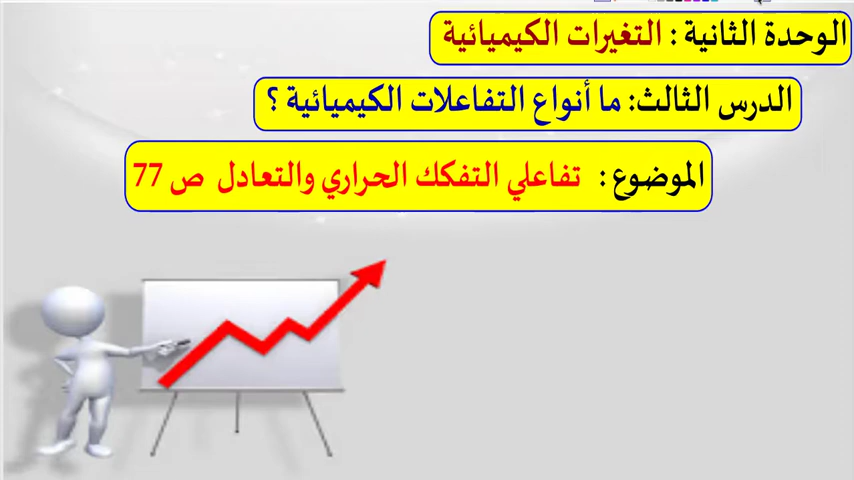 الوحدة الثانية : التغيرات الكيميائية
الدرس الثالث: ما أنواع التفاعلات الكيميائية ؟
الموضوع : تفاعلي التفكك الحراري والتعادل ص 77